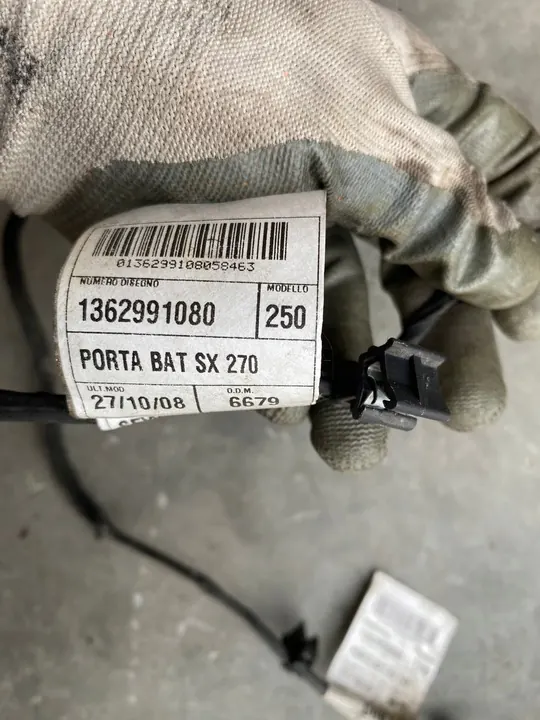 0136299108058463
NUMERO DISEGNO MODELLO
1362991080 250
PORTA BAT SX 270
ULT.MOD D.D.M.
27/10/08 6679